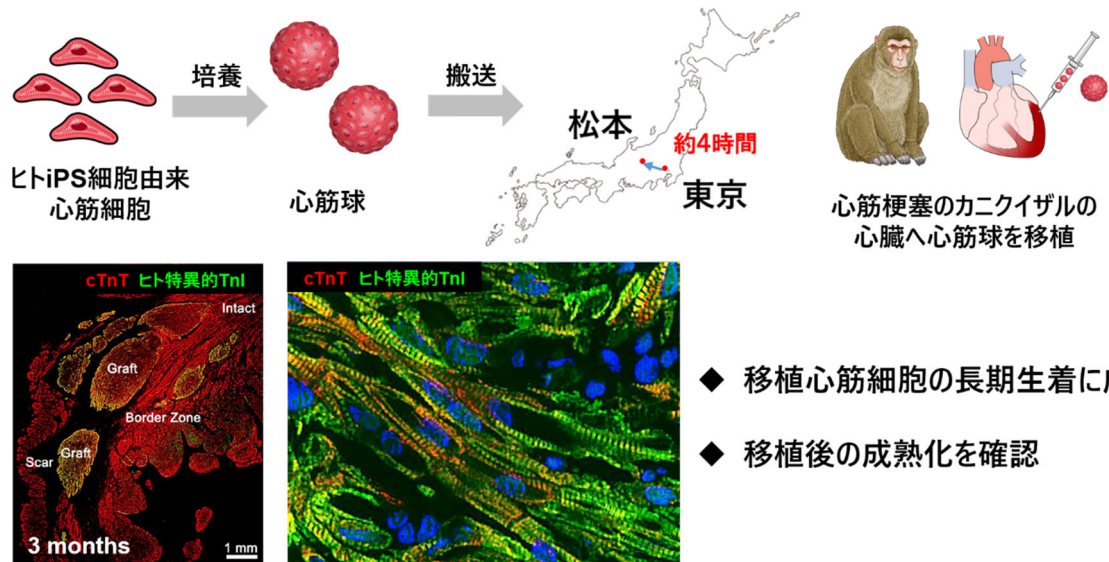 培養
搬送
松本
約4時間
東京
ヒトiPS細胞由来
心筋細胞
心筋球
心筋梗塞のカニクイザルの
心臓へ心筋球を移植
cTnT ヒト特異的TnI
Intact
Graft
Border Zone
Scar
Graft
3 months
1 mm
cTnT ヒト特異的TnI
◆ 移植心筋細胞の長期生着に
◆ 移植後の成熟化を確認